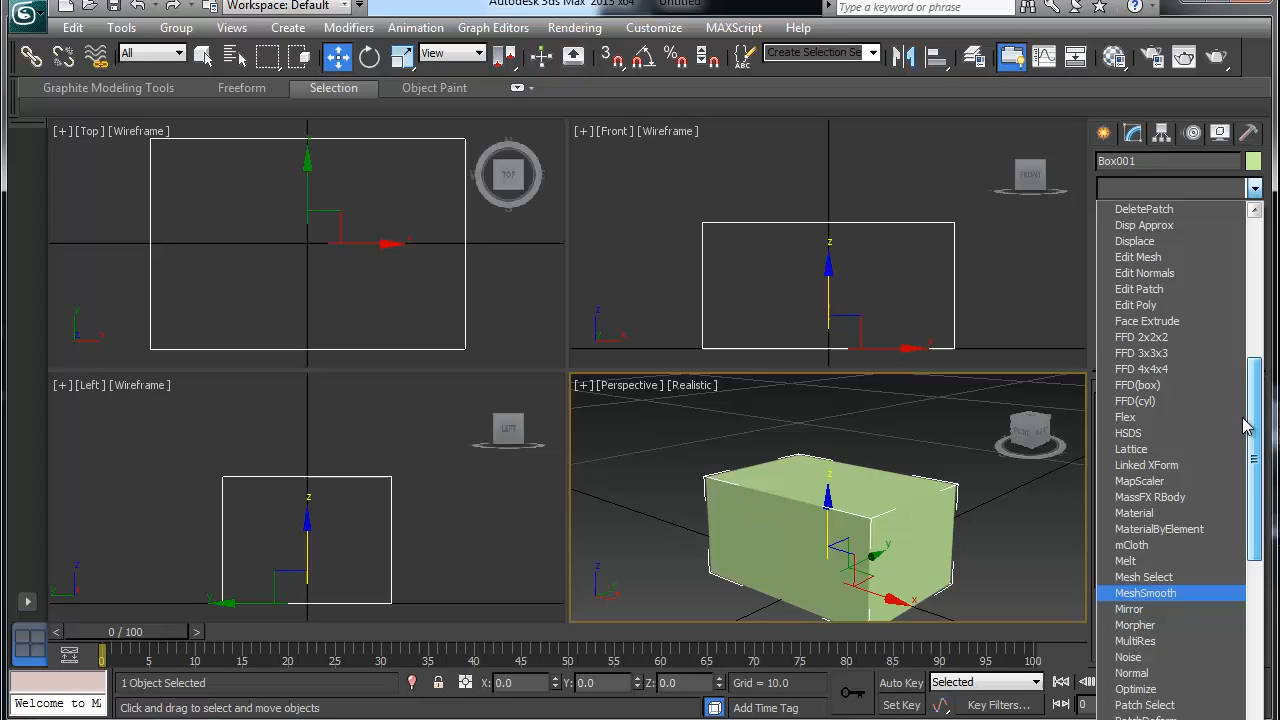 Workspace: Default
Autodesk 3ds Max 2015 x64 Untitled
Type a keyword or phrase
Edit Tools Group Views Create Modifiers Animation Graph Editors Rendering Customize MAXScript Help
All View 3 Create Selection Se
Graphite Modeling Tools Freeform Selection Object Paint
[+] [Top] [Wireframe]
TOP
y
x
y
z x
[+] [Front] [Wireframe]
FRONT
z
x
z
y x
[+] [Left] [Wireframe]
LEFT
z
y
z
y x
[+] [Perspective] [Realistic]
z
y
x
z
x
Box001
DeletePatch
Disp Approx
Displace
Edit Mesh
Edit Normals
Edit Patch
Edit Poly
Face Extrude
FFD 2x2x2
FFD 3x3x3
FFD 4x4x4
FFD(box)
FFD(cyl)
Flex
HSDS
Lattice
Linked XForm
MapScaler
MassFX RBody
Material
MaterialByElement
mCloth
Melt
Mesh Select
MeshSmooth
Mirror
Morpher
MultiRes
Noise
Normal
Optimize
Patch Select
PatchDeform
< 0 / 100 >
0 5 10 15 20 25 30 35 40 45 50 55 60 65 70 75 80 85 90 95 100
1 Object Selected X: 0.0 Y: 0.0 Z: 0.0 Grid = 10.0 Auto Key Selected
Welcome to M
Click and drag to select and move objects Add Time Tag Set Key Key Filters... 0